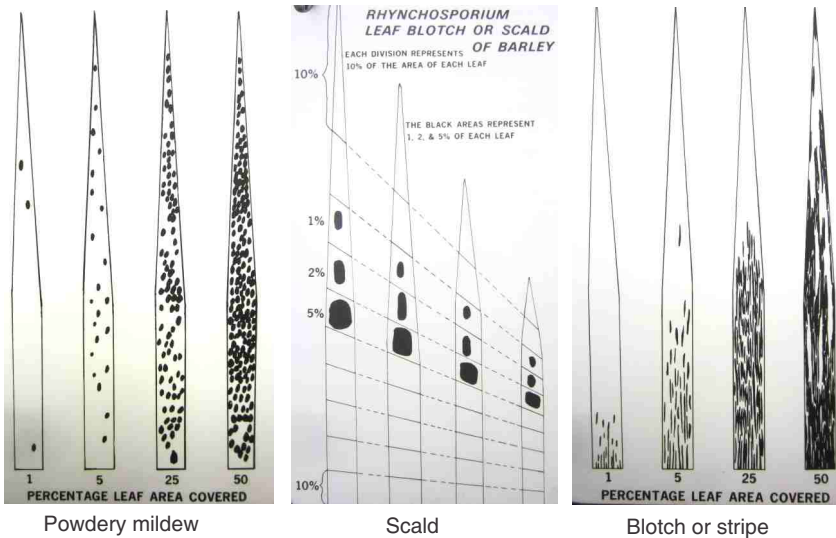 1 5 25 50
PERCENTAGE LEAF AREA COVERED
Powdery mildew
RHYNCHOSPORIUM
LEAF BLOTCH OR SCALD
OF BARLEY
EACH DIVISION REPRESENTS
10% OF THE AREA OF EACH LEAF
10%
THE BLACK AREAS REPRESENT
1, 2, & 5% OF EACH LEAF
1%
2%
5%
10%
Scald
1 5 25 50
PERCENTAGE LEAF AREA COVERED
Blotch or stripe